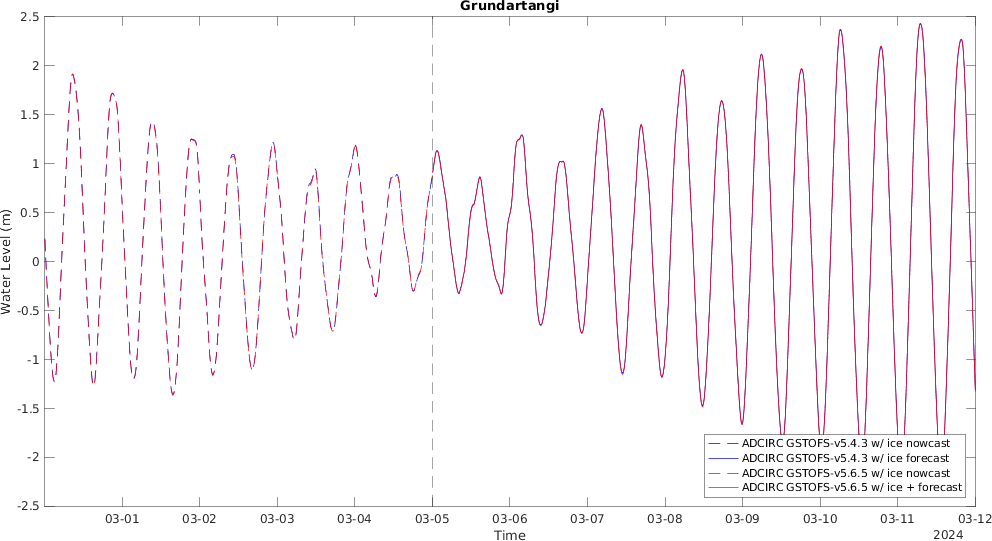 Grundartangi
2.5
2
1.5
1
0.5
0
-0.5
-1
-1.5
-2
-2.5
Water Level (m)
ADCIRC GSTOFS-v5.4.3 w/ ice nowcast
ADCIRC GSTOFS-v5.4.3 w/ ice forecast
ADCIRC GSTOFS-v5.6.5 w/ ice nowcast
ADCIRC GSTOFS-v5.6.5 w/ ice + forecast
03-01 03-02 03-03 03-04 03-05 03-06 03-07 03-08 03-09 03-10 03-11 03-12
Time
2024